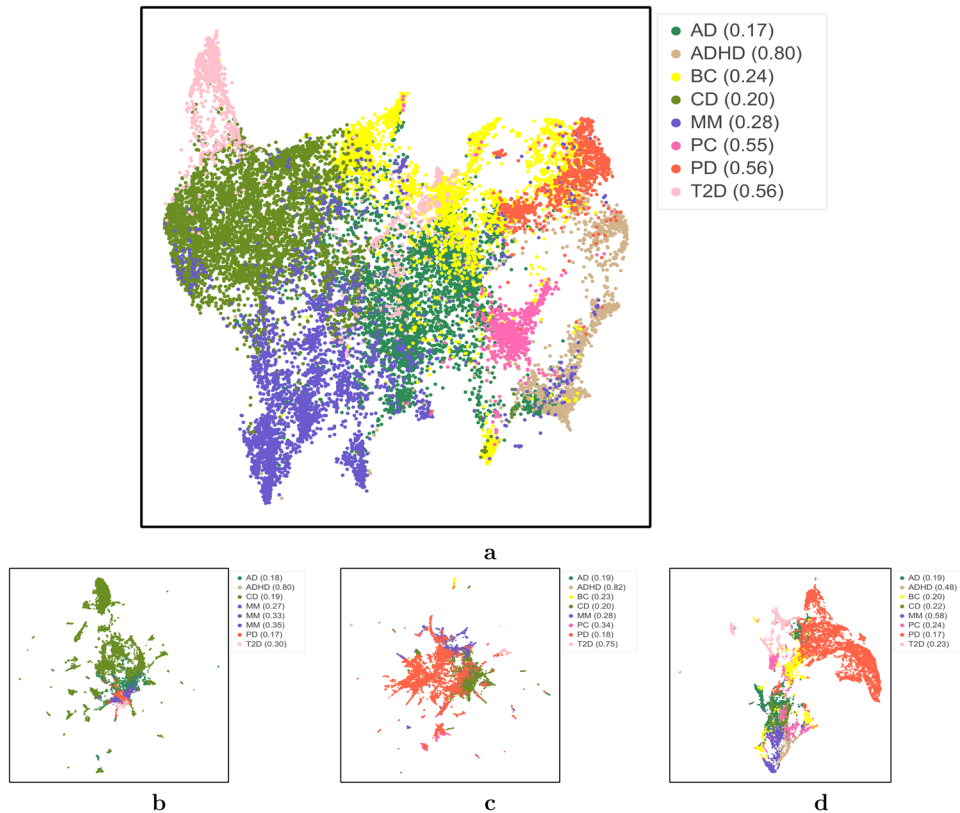 AD (0.17)
ADHD (0.80)
BC (0.24)
CD (0.20)
MM (0.28)
PC (0.55)
PD (0.56)
T2D (0.56)
a
AD (0.18)
ADHD (0.80)
CD (0.19)
MM (0.27)
MM (0.33)
MM (0.35)
PD (0.17)
T2D (0.30)
b
AD (0.19)
ADHD (0.82)
BC (0.23)
CD (0.20)
MM (0.28)
PC (0.34)
PD (0.18)
T2D (0.75)
c
AD (0.19)
ADHD (0.48)
BC (0.20)
CD (0.22)
MM (0.58)
PC (0.24)
PD (0.17)
T2D (0.23)
d